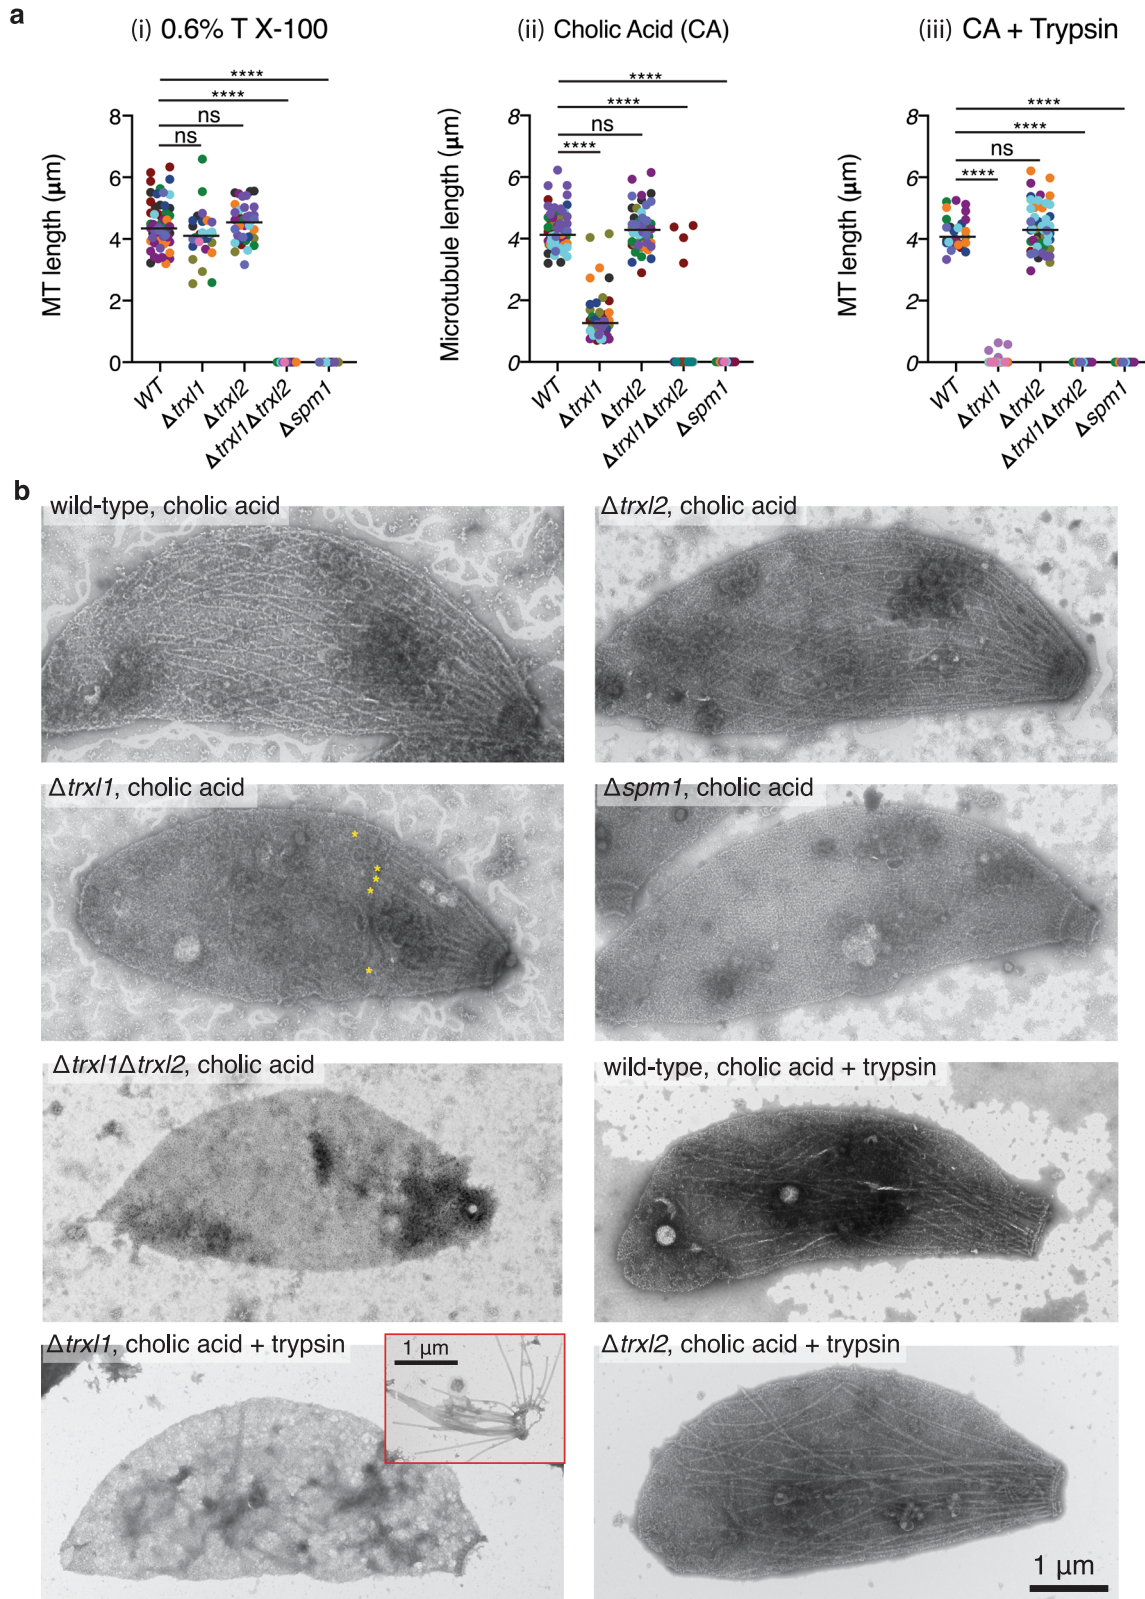 a
(i) 0.6% T X-100
MT length (μm)
8
6
4
2
0
****
****
ns
ns
WT
Δtrxl1
Δtrxl2
Δtrxl1Δtrxl2
Δspm1
(ii) Cholic Acid (CA)
Microtubule length (μm)
8
6
4
2
0
****
****
ns
****
WT
Δtrxl1
Δtrxl2
Δtrxl1Δtrxl2
Δspm1
(iii) CA + Trypsin
MT length (μm)
8
6
4
2
0
****
****
ns
****
WT
Δtrxl1
Δtrxl2
Δtrxl1Δtrxl2
Δspm1
b
wild-type, cholic acid
Δtrxl2, cholic acid
Δtrxl1, cholic acid
*
*
*
*
*
Δspm1, cholic acid
Δtrxl1Δtrxl2, cholic acid
wild-type, cholic acid + trypsin
Δtrxl1, cholic acid + trypsin
1 μm
Δtrxl2, cholic acid + trypsin
1 μm